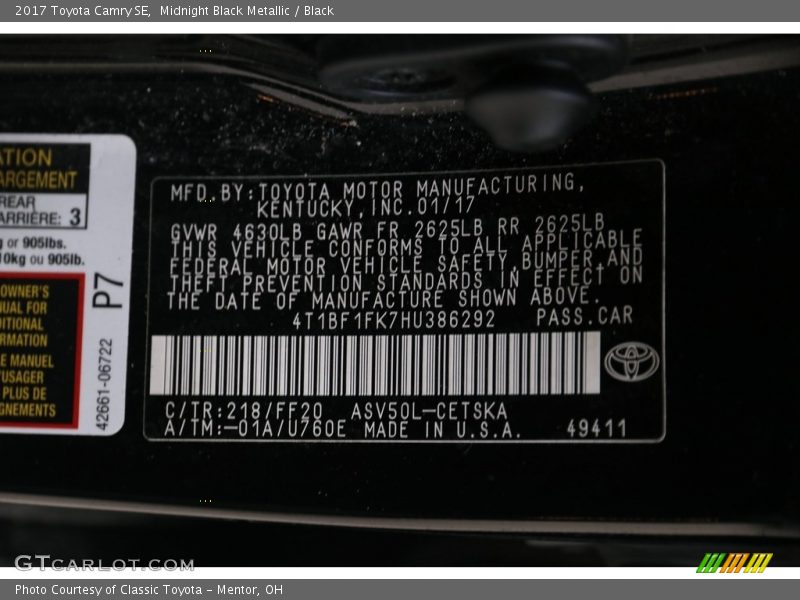 2017 Toyota Camry SE, Midnight Black Metallic / Black
ATION
ARGEMENT
REAR
ARRIÈRE: 3
g or 905lbs.
10kg ou 905lb.
OWNER'S
NUAL FOR
DITIONAL
RMATION
E MANUEL
'USAGER
PLUS DE
GNEMENTS
P7
42661-06722
MFD. BY: TOYOTA MOTOR MANUFACTURING,
KENTUCKY, INC. 01/17
GVWR 4630LB GAWR FR 2625LB RR 2625LB
THIS VEHICLE CONFORMS TO ALL APPLICABLE
FEDERAL MOTOR VEHICLE SAFETY, BUMPER, AND
THEFT PREVENTION STANDARDS IN EFFECT ON
THE DATE OF MANUFACTURE SHOWN ABOVE.
4T1BF1FK7HU386292 PASS. CAR
C/TR: 218/FF20 ASV50L-CETSKA
A/TM: -01A/U760E MADE IN U.S.A. 49411
GTCARLOT.COM
Photo Courtesy of Classic Toyota - Mentor, OH